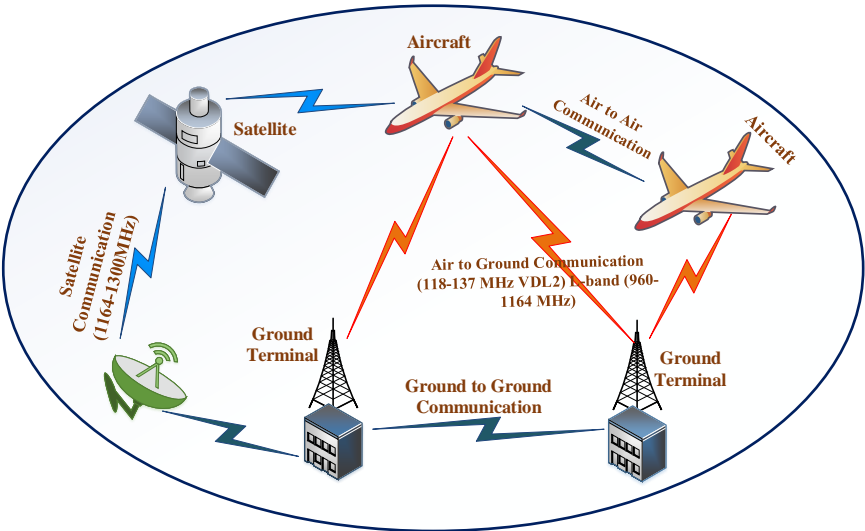 Aircraft
Satellite
Air to Air
Communication
Aircraft
Satellite
Communication
(1164-1300MHz)
Air to Ground Communication
(118-137 MHz VDL2) L-band (960-
1164 MHz)
Ground
Terminal
Ground
Terminal
Ground to Ground
Communication